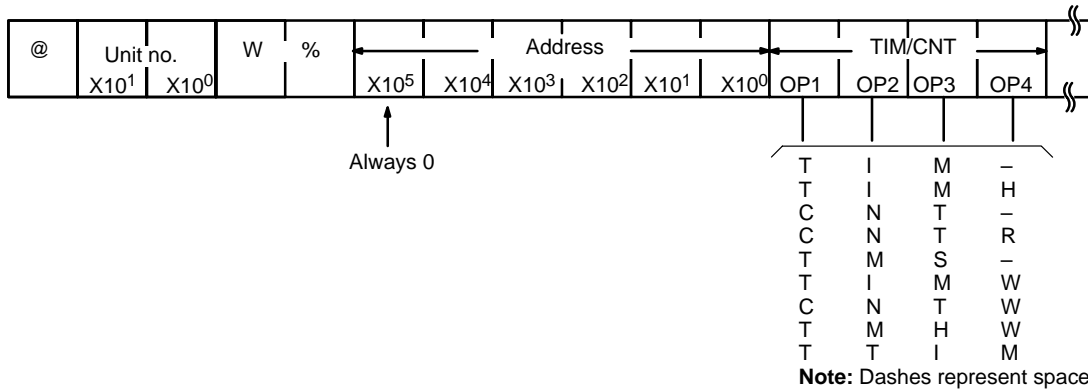 @ Unit no. W % Address TIM/CNT
X10¹ X10⁰ X10⁵ X10⁴ X10³ X10² X10¹ X10⁰ OP1 OP2 OP3 OP4
Always 0
T I M –
T I M H
C N T –
C N T R
T M S –
T I M W
C N T W
T M H W
T T I M
Note: Dashes represent space